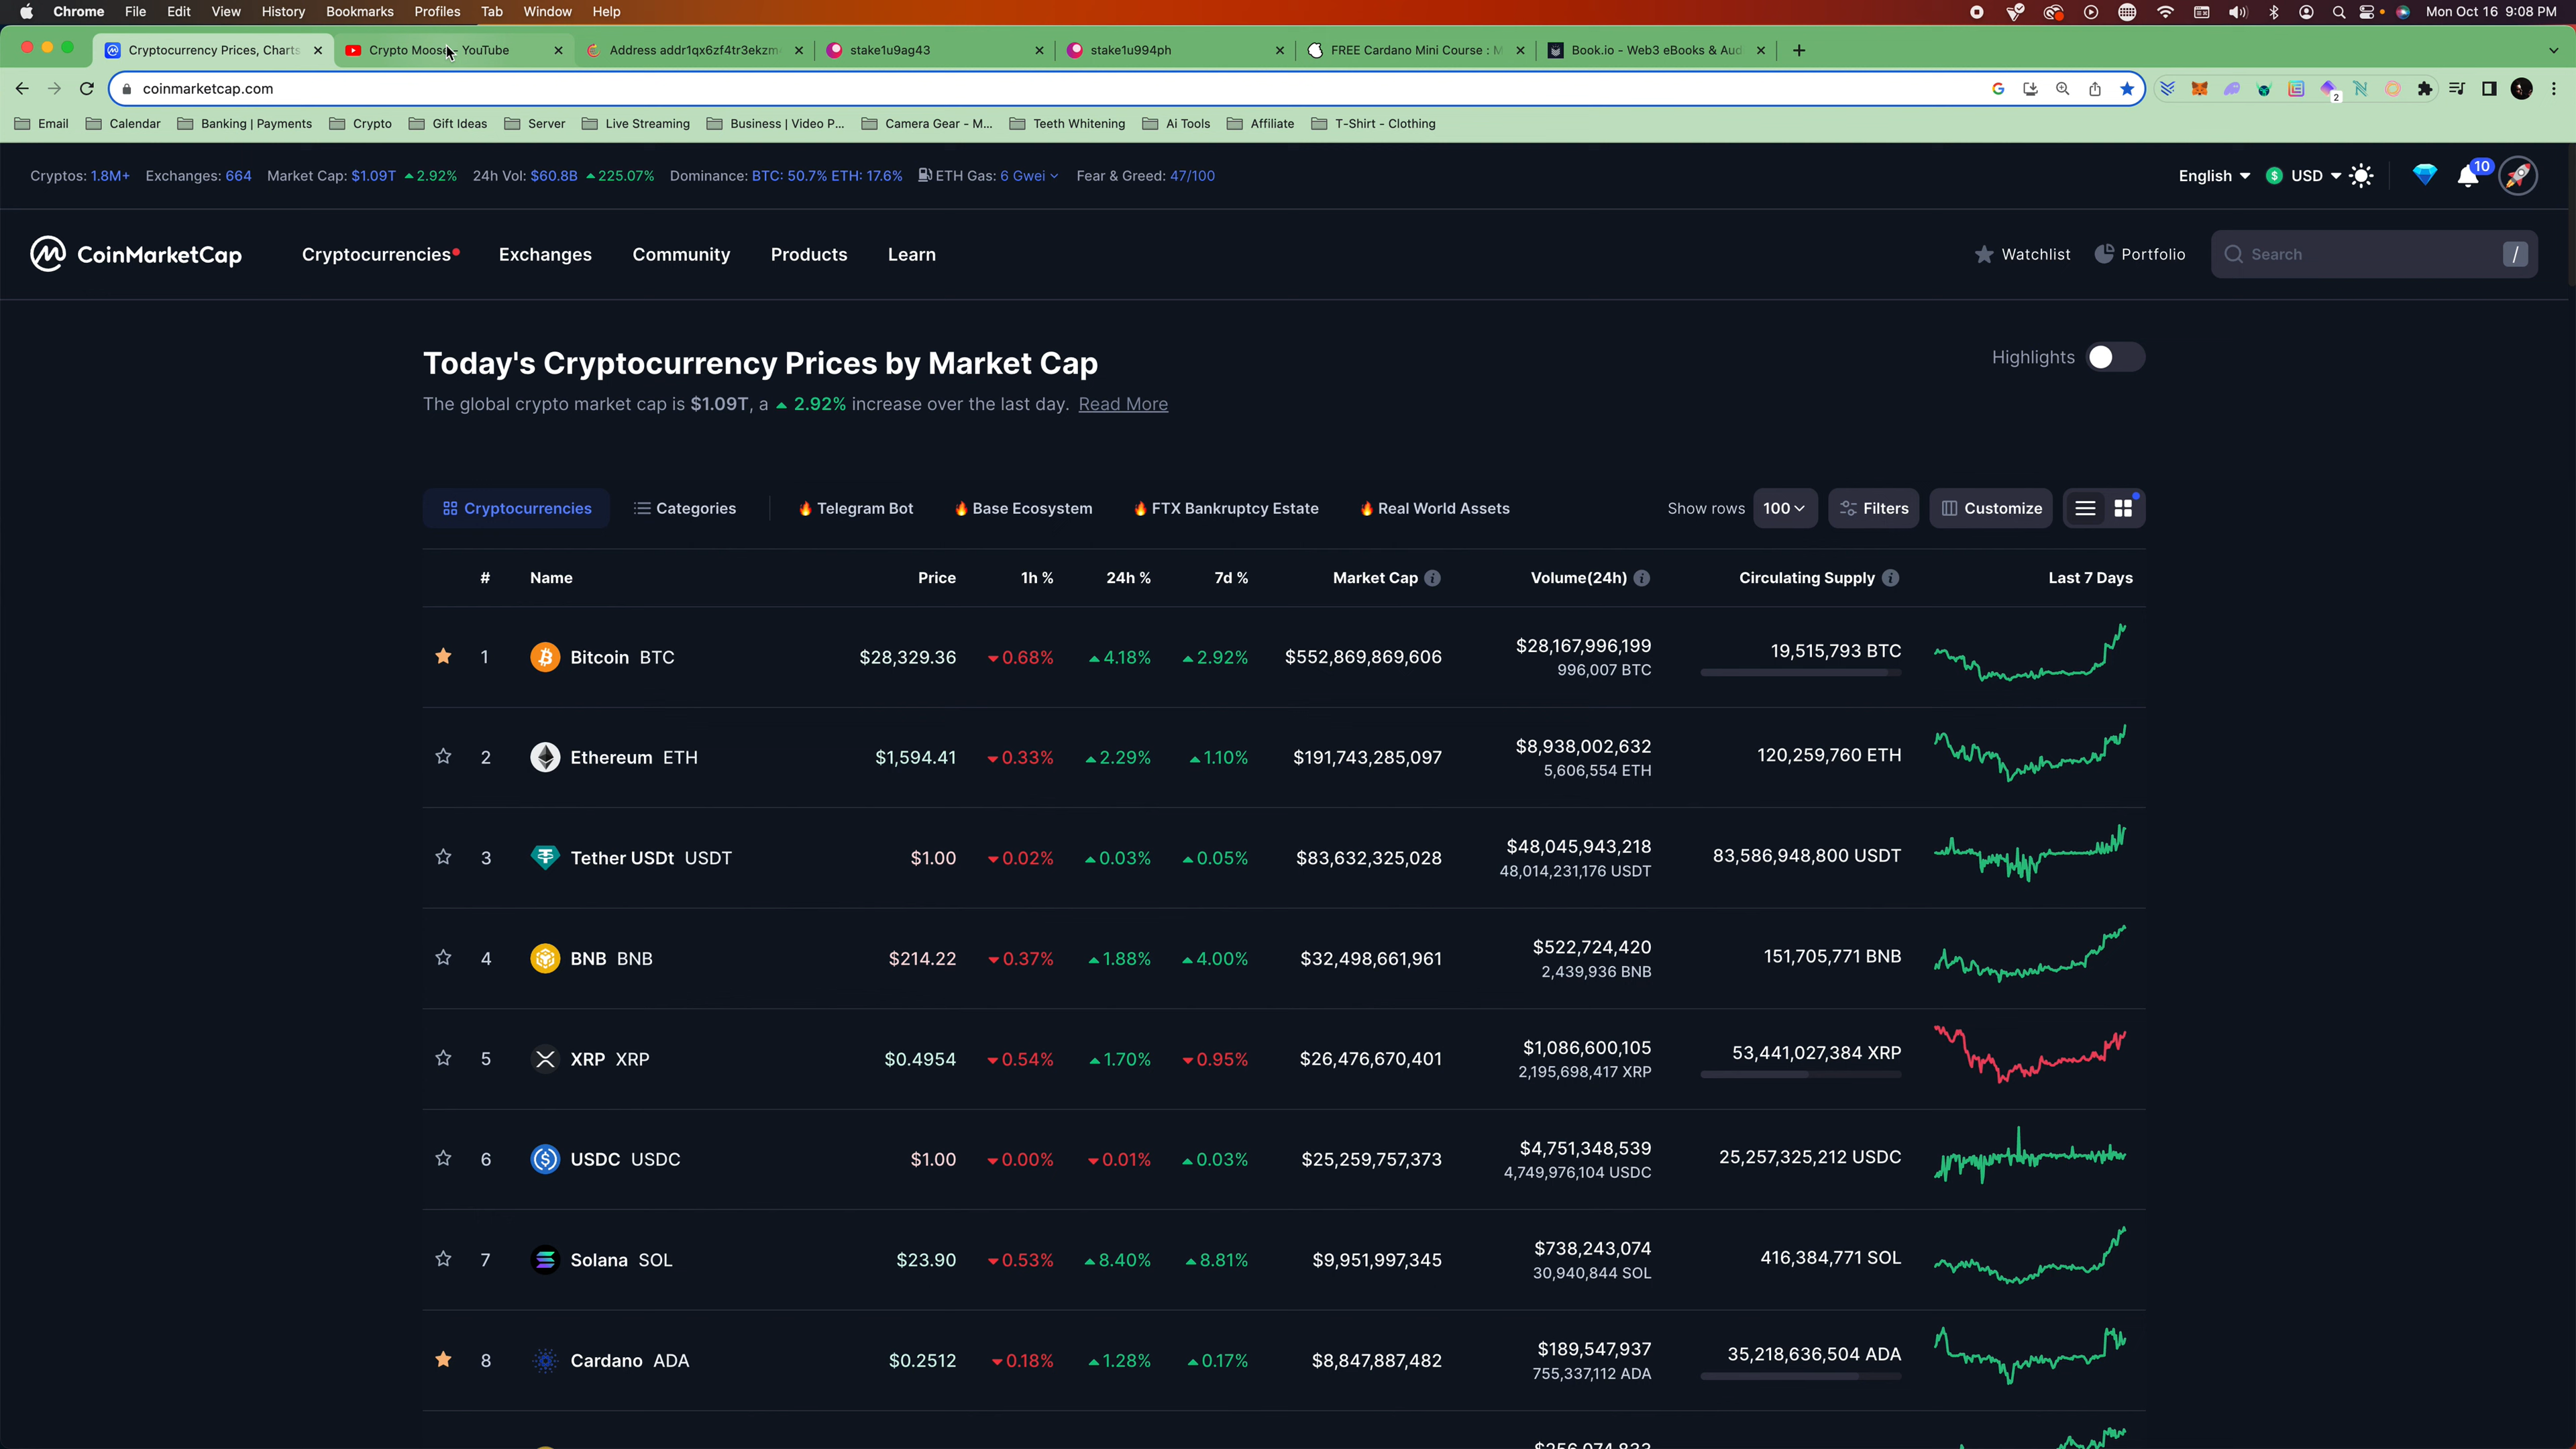 Chrome File Edit View History Bookmarks Profiles Tab Window Help Mon Oct 16 9:08 PM
Cryptocurrency Prices, Charts Crypto Moose - YouTube Address addr1qx6zf4tr3ekzm stake1u9ag43 stake1u994ph FREE Cardano Mini Course : M Book.io - Web3 eBooks & Aud
coinmarketcap.com 2
Email Calendar Banking | Payments Crypto Gift Ideas Server Live Streaming Business | Video P... Camera Gear - M... Teeth Whitening Ai Tools Affiliate T-Shirt - Clothing
Cryptos: 1.8M+ Exchanges: 664 Market Cap: $1.09T 2.92% 24h Vol: $60.8B 225.07% Dominance: BTC: 50.7% ETH: 17.6% ETH Gas: 6 Gwei Fear & Greed: 47/100 English USD 10
CoinMarketCap Cryptocurrencies Exchanges Community Products Learn Watchlist Portfolio Search /
Today's Cryptocurrency Prices by Market Cap Highlights
The global crypto market cap is $1.09T, a 2.92% increase over the last day. Read More
Cryptocurrencies Categories Telegram Bot Base Ecosystem FTX Bankruptcy Estate Real World Assets Show rows 100 Filters Customize
# Name Price 1h % 24h % 7d % Market Cap Volume(24h) Circulating Supply Last 7 Days
1 Bitcoin BTC $28,329.36 0.68% 4.18% 2.92% $552,869,869,606 $28,167,996,199 19,515,793 BTC
996,007 BTC
2 Ethereum ETH $1,594.41 0.33% 2.29% 1.10% $191,743,285,097 $8,938,002,632 120,259,760 ETH
5,606,554 ETH
3 Tether USDt USDT $1.00 0.02% 0.03% 0.05% $83,632,325,028 $48,045,943,218 83,586,948,800 USDT
48,014,231,176 USDT
4 BNB BNB $214.22 0.37% 1.88% 4.00% $32,498,661,961 $522,724,420 151,705,771 BNB
2,439,936 BNB
5 XRP XRP $0.4954 0.54% 1.70% 0.95% $26,476,670,401 $1,086,600,105 53,441,027,384 XRP
2,195,698,417 XRP
6 USDC USDC $1.00 0.00% 0.01% 0.03% $25,259,757,373 $4,751,348,539 25,257,325,212 USDC
4,749,976,104 USDC
7 Solana SOL $23.90 0.53% 8.40% 8.81% $9,951,997,345 $738,243,074 416,384,771 SOL
30,940,844 SOL
8 Cardano ADA $0.2512 0.18% 1.28% 0.17% $8,847,887,482 $189,547,937 35,218,636,504 ADA
755,337,112 ADA